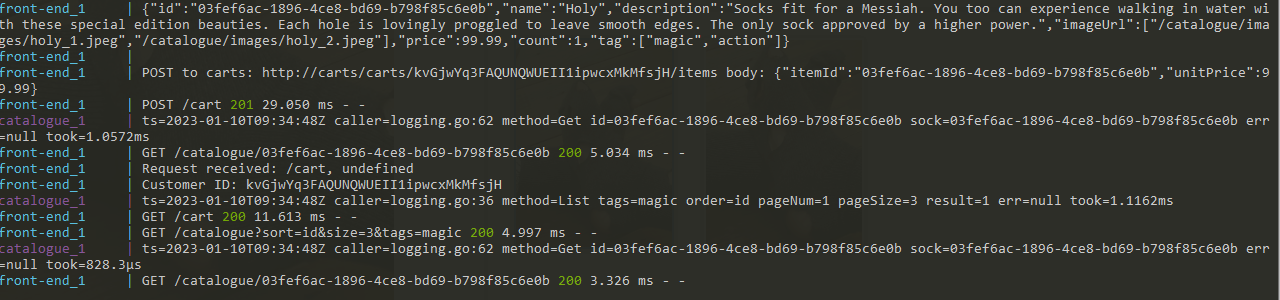 front-end_1     | {"id":"03fef6ac-1896-4ce8-bd69-b798f85c6e0b","name":"Holy","description":"Socks fit for a Messiah. You too can experience walking in water wi
th these special edition beauties. Each hole is lovingly proggled to leave smooth edges. The only sock approved by a higher power.","imageUrl":["/catalogue/ima
ges/holy_1.jpeg","/catalogue/images/holy_2.jpeg"],"price":99.99,"count":1,"tag":["magic","action"]}
front-end_1     |
front-end_1     | POST to carts: http://carts/carts/kvGjwYq3FAQUNQWUEII1ipwcxMkMfsjH/items body: {"itemId":"03fef6ac-1896-4ce8-bd69-b798f85c6e0b","unitPrice":9
9.99}
front-end_1     | POST /cart 201 29.050 ms - -
catalogue_1     | ts=2023-01-10T09:34:48Z caller=logging.go:62 method=Get id=03fef6ac-1896-4ce8-bd69-b798f85c6e0b sock=03fef6ac-1896-4ce8-bd69-b798f85c6e0b err
=null took=1.0572ms
front-end_1     | GET /catalogue/03fef6ac-1896-4ce8-bd69-b798f85c6e0b 200 5.034 ms - -
front-end_1     | Request received: /cart, undefined
front-end_1     | Customer ID: kvGjwYq3FAQUNQWUEII1ipwcxMkMfsjH
catalogue_1     | ts=2023-01-10T09:34:48Z caller=logging.go:36 method=List tags=magic order=id pageNum=1 pageSize=3 result=1 err=null took=1.1162ms
front-end_1     | GET /cart 200 11.613 ms - -
front-end_1     | GET /catalogue?sort=id&size=3&tags=magic 200 4.997 ms - -
catalogue_1     | ts=2023-01-10T09:34:48Z caller=logging.go:62 method=Get id=03fef6ac-1896-4ce8-bd69-b798f85c6e0b sock=03fef6ac-1896-4ce8-bd69-b798f85c6e0b err
=null took=828.3µs
front-end_1     | GET /catalogue/03fef6ac-1896-4ce8-bd69-b798f85c6e0b 200 3.326 ms - -